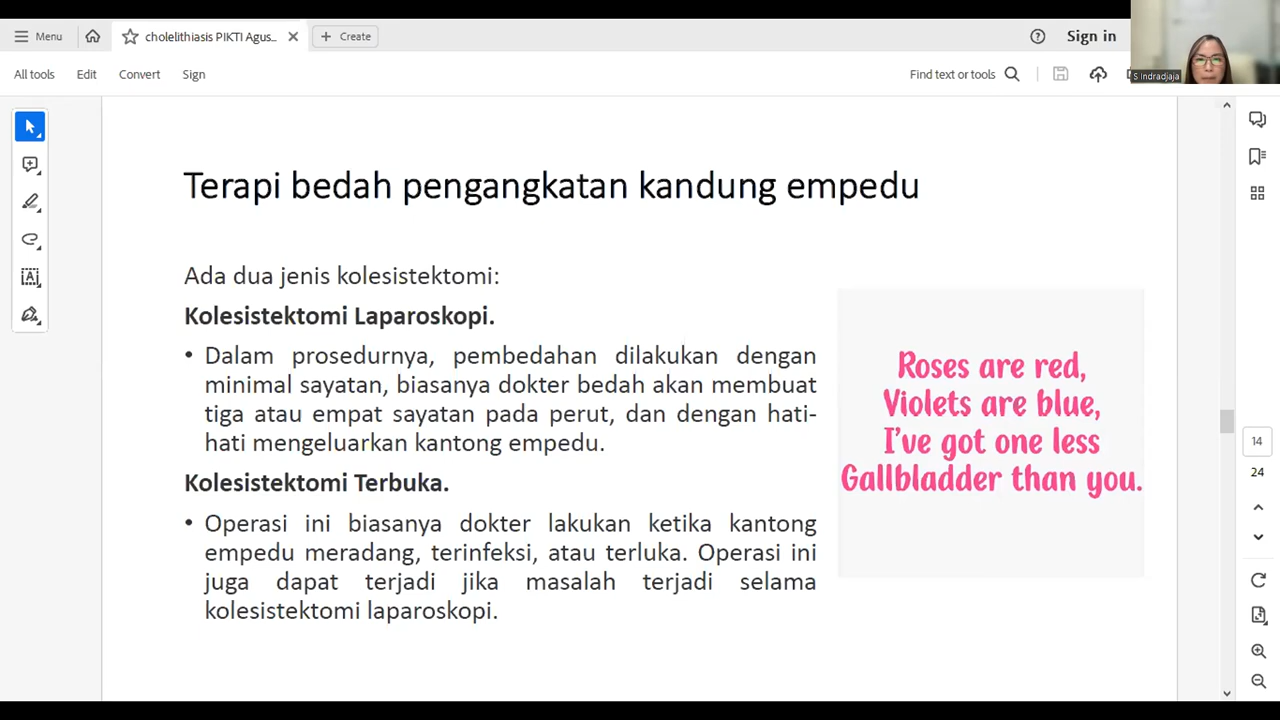 Menu
cholelithiasis PIKTI Agus...
Create
Sign in
All tools
Edit
Convert
Sign
Find text or tools
S Indradjaja
Terapi bedah pengangkatan kandung empedu
Ada dua jenis kolesistektomi:
Kolesistektomi Laparoskopi.
• Dalam prosedurnya, pembedahan dilakukan dengan
minimal sayatan, biasanya dokter bedah akan membuat
tiga atau empat sayatan pada perut, dan dengan hati-
hati mengeluarkan kantong empedu.
Kolesistektomi Terbuka.
• Operasi ini biasanya dokter lakukan ketika kantong
empedu meradang, terinfeksi, atau terluka. Operasi ini
juga dapat terjadi jika masalah terjadi selama
kolesistektomi laparoskopi.
Roses are red,
Violets are blue,
I've got one less
Gallbladder than you.
14
24